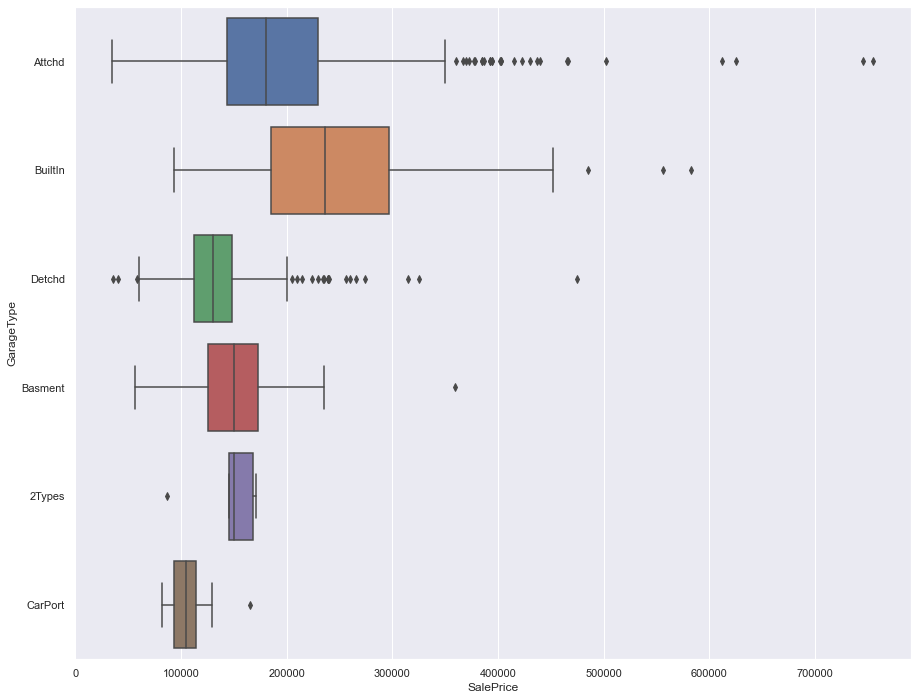 Attchd
BuiltIn
Detchd
GarageType
Basment
2Types
CarPort
0 100000 200000 300000 400000 500000 600000 700000
SalePrice